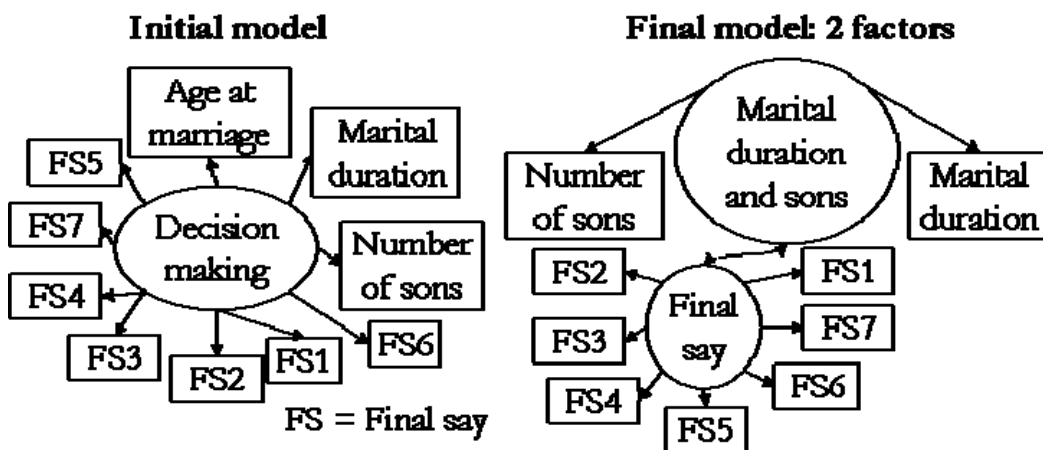 Initial model
Age at
marriage
Marital
duration
FS5
FS7
Decision
making
Number
of sons
FS4
FS3
FS2
FS1
FS6
FS = Final say
Final model: 2 factors
Marital
duration
and sons
Number
of sons
Marital
duration
FS2
FS1
Final
say
FS3
FS7
FS4
FS6
FS5